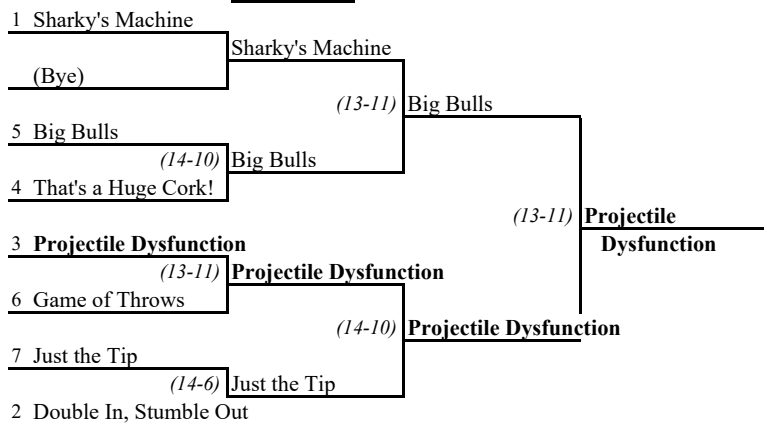 1 Sharky's Machine
Sharky's Machine
(Bye)
(13-11) Big Bulls
5 Big Bulls
(14-10) Big Bulls
4 That's a Huge Cork!
(13-11) Projectile
Dysfunction
3 Projectile Dysfunction
(13-11) Projectile Dysfunction
6 Game of Throws
(14-10) Projectile Dysfunction
7 Just the Tip
(14-6) Just the Tip
2 Double In, Stumble Out